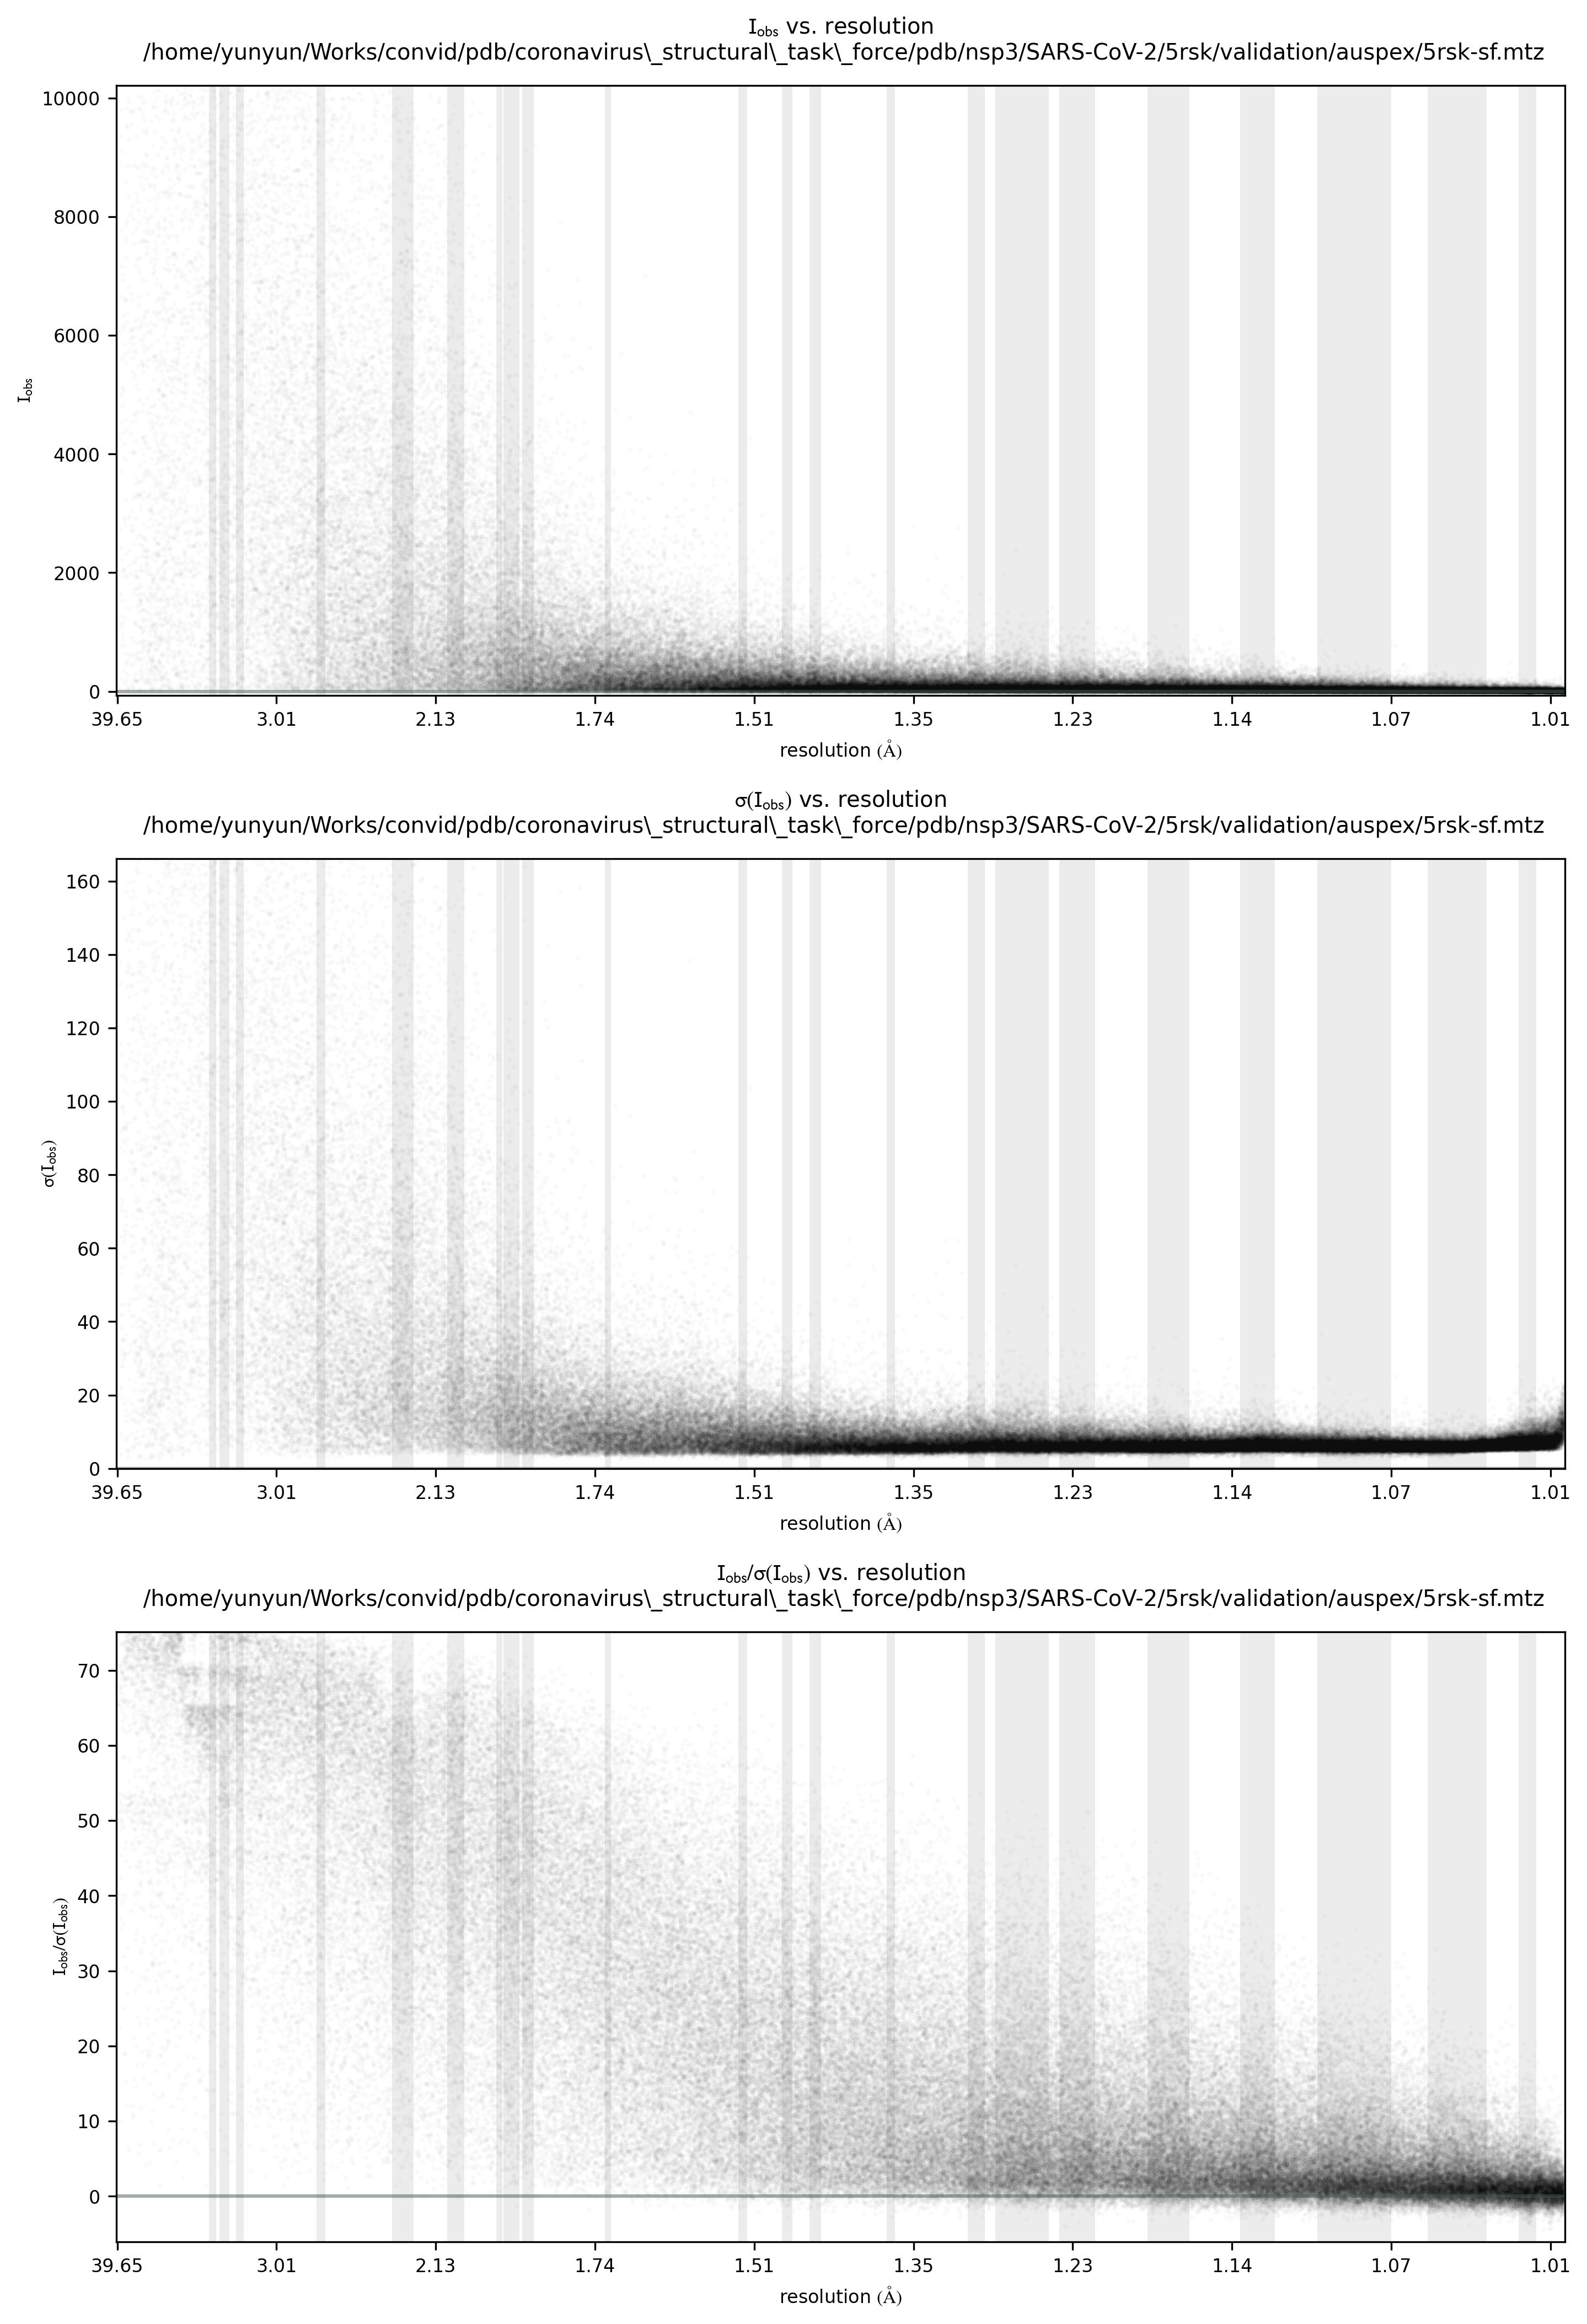 I_obs vs. resolution
/home/yunyun/Works/convid/pdb/coronavirus\_structural\_task\_force/pdb/nsp3/SARS-CoV-2/5rsk/validation/auspex/5rsk-sf.mtz
10000
8000
6000
4000
2000
0
I_obs
39.65 3.01 2.13 1.74 1.51 1.35 1.23 1.14 1.07 1.01
resolution (Å)
σ(I_obs) vs. resolution
/home/yunyun/Works/convid/pdb/coronavirus\_structural\_task\_force/pdb/nsp3/SARS-CoV-2/5rsk/validation/auspex/5rsk-sf.mtz
160
140
120
100
80
60
40
20
0
σ(I_obs)
39.65 3.01 2.13 1.74 1.51 1.35 1.23 1.14 1.07 1.01
resolution (Å)
I_obs/σ(I_obs) vs. resolution
/home/yunyun/Works/convid/pdb/coronavirus\_structural\_task\_force/pdb/nsp3/SARS-CoV-2/5rsk/validation/auspex/5rsk-sf.mtz
70
60
50
40
30
20
10
0
I_obs/σ(I_obs)
39.65 3.01 2.13 1.74 1.51 1.35 1.23 1.14 1.07 1.01
resolution (Å)